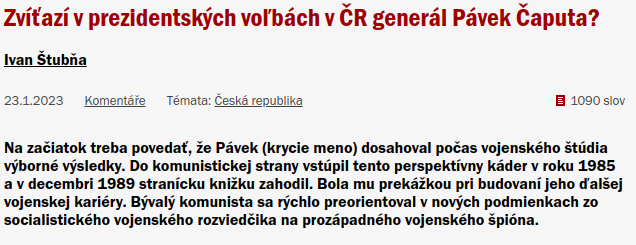 Zvíťazí v prezidentských voľbách v ČR generál Pávek Čaputa?
Ivan Štubňa
23.1.2023 Komentáře Témata: Česká republika 1090 slov
Na začiatok treba povedať, že Pávek (krycie meno) dosahoval počas vojenského štúdia
výborné výsledky. Do komunistickej strany vstúpil tento perspektívny káder v roku 1985
a v decembri 1989 stranícku knižku zahodil. Bola mu prekážkou pri budovaní jeho ďalšej
vojenskej kariéry. Bývalý komunista sa rýchlo preorientoval v nových podmienkach zo
socialistického vojenského rozviedčika na prozápadného vojenského špióna.